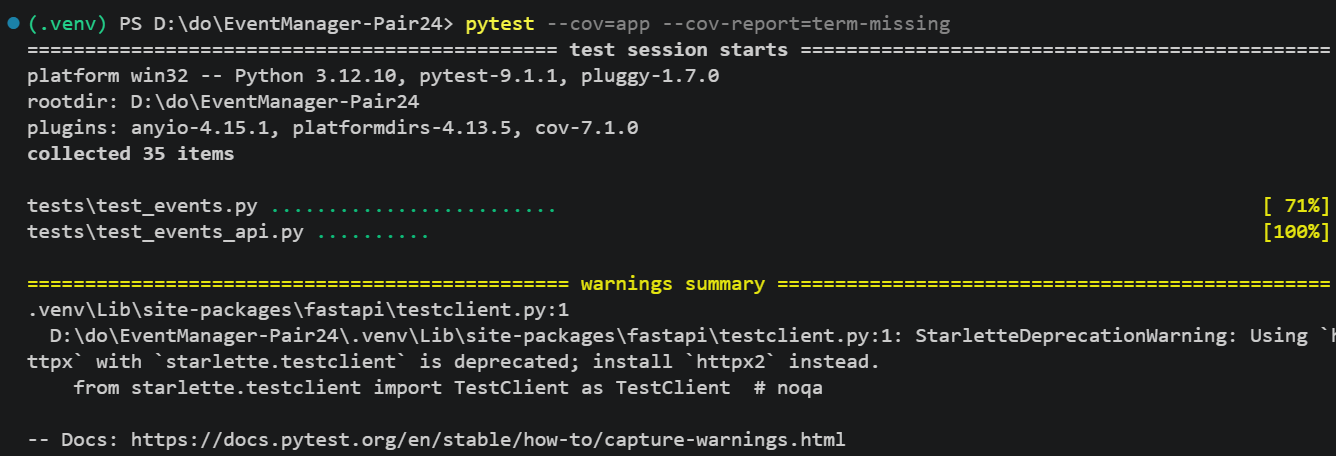 (.venv) PS D:\do\EventManager-Pair24> pytest --cov=app --cov-report=term-missing
============================================= test session starts =============================================
platform win32 -- Python 3.12.10, pytest-9.1.1, pluggy-1.7.0
rootdir: D:\do\EventManager-Pair24
plugins: anyio-4.15.1, platformdirs-4.13.5, cov-7.1.0
collected 35 items
tests\test_events.py ......................... [ 71%]
tests\test_events_api.py .......... [100%]
============================================== warnings summary ===============================================
.venv\Lib\site-packages\fastapi\testclient.py:1
D:\do\EventManager-Pair24\.venv\Lib\site-packages\fastapi\testclient.py:1: StarletteDeprecationWarning: Using `h
ttpx` with `starlette.testclient` is deprecated; install `httpx2` instead.
from starlette.testclient import TestClient as TestClient  # noqa
-- Docs: https://docs.pytest.org/en/stable/how-to/capture-warnings.html